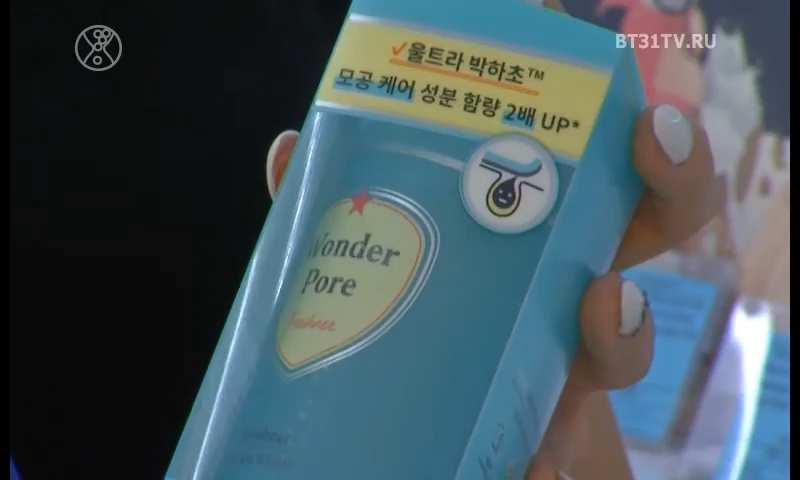 BT31TV.RU
✓울트라 박하초™
모공 케어 성분 함량 2배 UP*
Wonder
Pore
Freshner